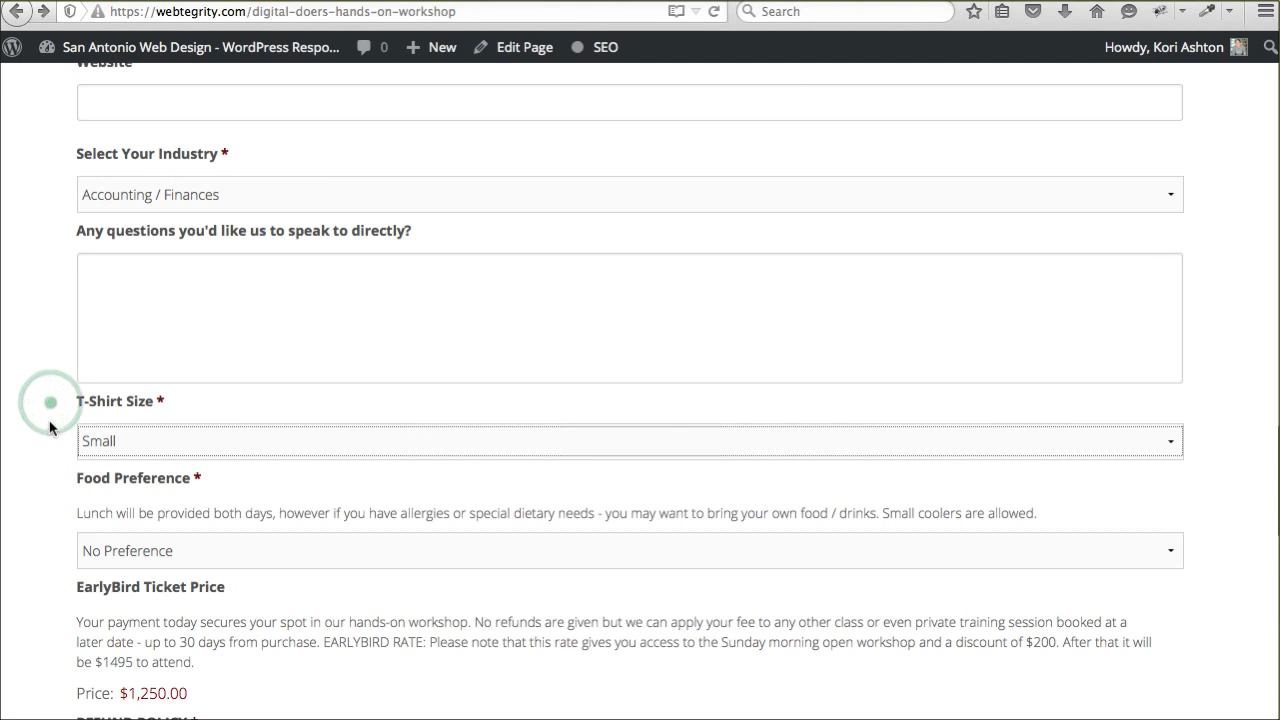 https://webtegrity.com/digital-doers-hands-on-workshop
Search
San Antonio Web Design - WordPress Respo...
0
New
Edit Page
SEO
Howdy, Kori Ashton
Website
Select Your Industry *
Accounting / Finances
Any questions you'd like us to speak to directly?
T-Shirt Size *
Small
Food Preference *
Lunch will be provided both days, however if you have allergies or special dietary needs - you may want to bring your own food / drinks. Small coolers are allowed.
No Preference
EarlyBird Ticket Price
Your payment today secures your spot in our hands-on workshop. No refunds are given but we can apply your fee to any other class or even private training session booked at a
later date - up to 30 days from purchase. EARLYBIRD RATE: Please note that this rate gives you access to the Sunday morning open workshop and a discount of $200. After that it will
be $1495 to attend.
Price: $1,250.00
REFUND POLICY *